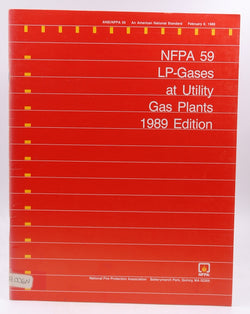 ANSI/NFPA 59 An American National Standard February 6, 1989
NFPA 59
LP-Gases
at Utility
Gas Plants
1989 Edition
NFPA
National Fire Protection Association Batterymarch Park, Quincy, MA 02269